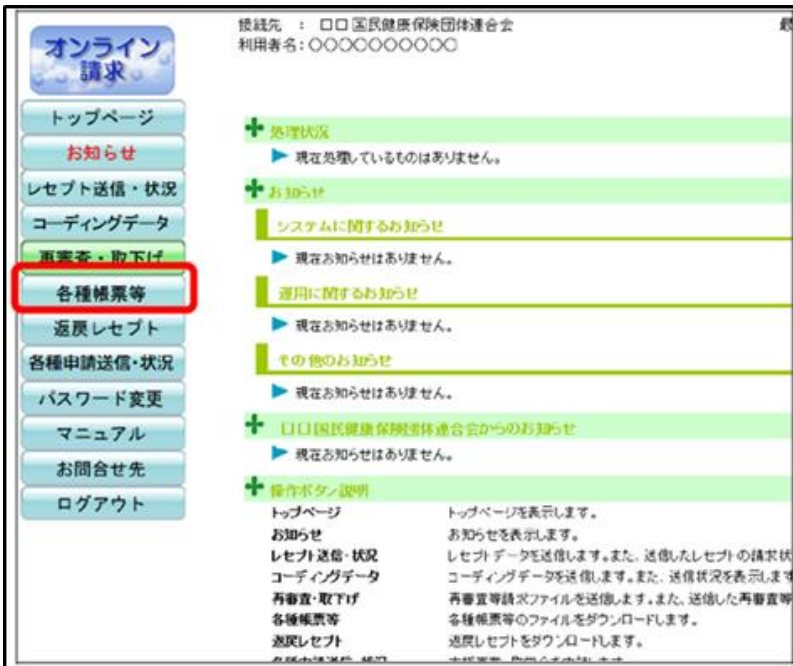 オンライン
請求
トップページ
お知らせ
レセプト送信・状況
コーディングデータ
再審査・取下げ
各種帳票等
返戻レセプト
各種申請送信・状況
パスワード変更
マニュアル
お問合せ先
ログアウト
接続先 : 口口国民健康保険団体連合会
利用者名:〇〇〇〇〇〇〇〇〇〇
処理状況
現在処理しているものはありません。
お知らせ
システムに関するお知らせ
現在お知らせはありません。
運用に関するお知らせ
現在お知らせはありません。
その他のお知らせ
現在お知らせはありません。
口口国民健康保険団体連合会からのお知らせ
現在お知らせはありません。
操作ボタン説明
トップページ トップページを表示します。
お知らせ お知らせを表示します。
レセプト送信・状況 レセプトデータを送信します。また、送信したレセプトの請求状
コーディングデータ コーディングデータを送信します。また、送信状況を表示します
再審査・取下げ 再審査等請求ファイルを送信します。また、送信した再審査等
各種帳票等 各種帳票等のファイルをダウンロードします。
返戻レセプト 返戻レセプトをダウンロードします。